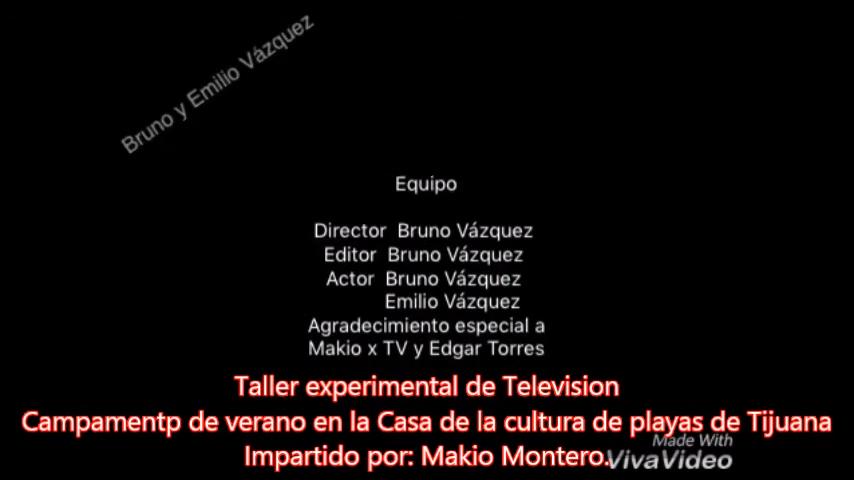 Bruno y Emilio Vázquez
Equipo
Director Bruno Vázquez
Editor Bruno Vázquez
Actor Bruno Vázquez
Emilio Vázquez
Agradecimiento especial a
Makio x TV y Edgar Torres
Taller experimental de Television
Campamentp de verano en la Casa de la cultura de playas de Tijuana
Impartido por: Makio Montero.
Made With
VivaVideo